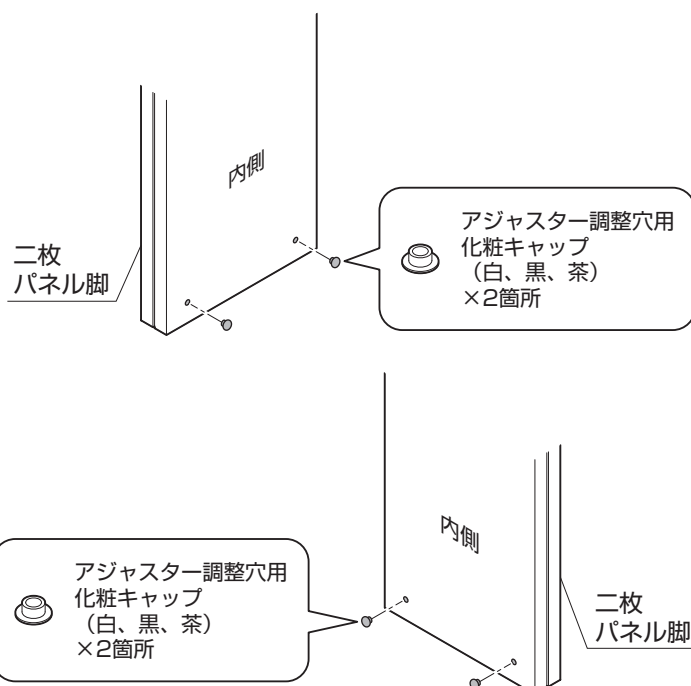 内側
アジャスター調整穴用
化粧キャップ
（白、黒、茶）
×2箇所
二枚
パネル脚
内側
アジャスター調整穴用
化粧キャップ
（白、黒、茶）
×2箇所
二枚
パネル脚